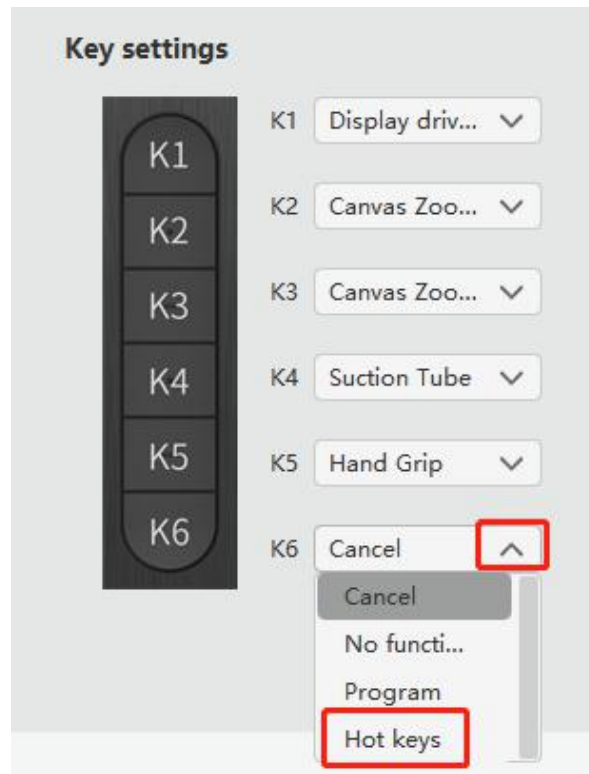 Key settings
K1
K2
K3
K4
K5
K6
K1 Display driv...
K2 Canvas Zoo...
K3 Canvas Zoo...
K4 Suction Tube
K5 Hand Grip
K6 Cancel
Cancel
No functi...
Program
Hot keys